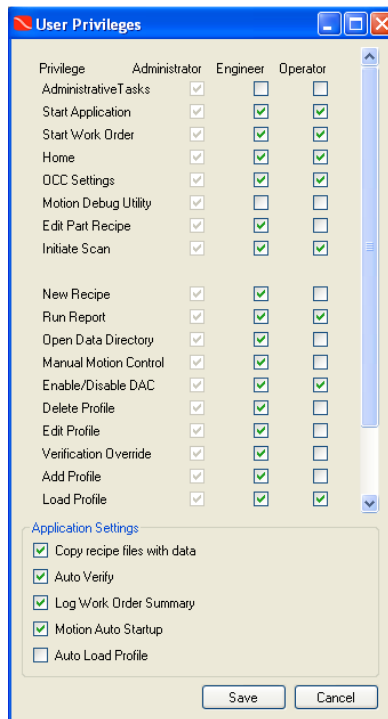 User Privileges
Privilege Administrator Engineer Operator
AdministrativeTasks
Start Application
Start Work Order
Home
OCC Settings
Motion Debug Utility
Edit Part Recipe
Initiate Scan
New Recipe
Run Report
Open Data Directory
Manual Motion Control
Enable/Disable DAC
Delete Profile
Edit Profile
Verification Override
Add Profile
Load Profile
Application Settings
Copy recipe files with data
Auto Verify
Log Work Order Summary
Motion Auto Startup
Auto Load Profile
Save Cancel